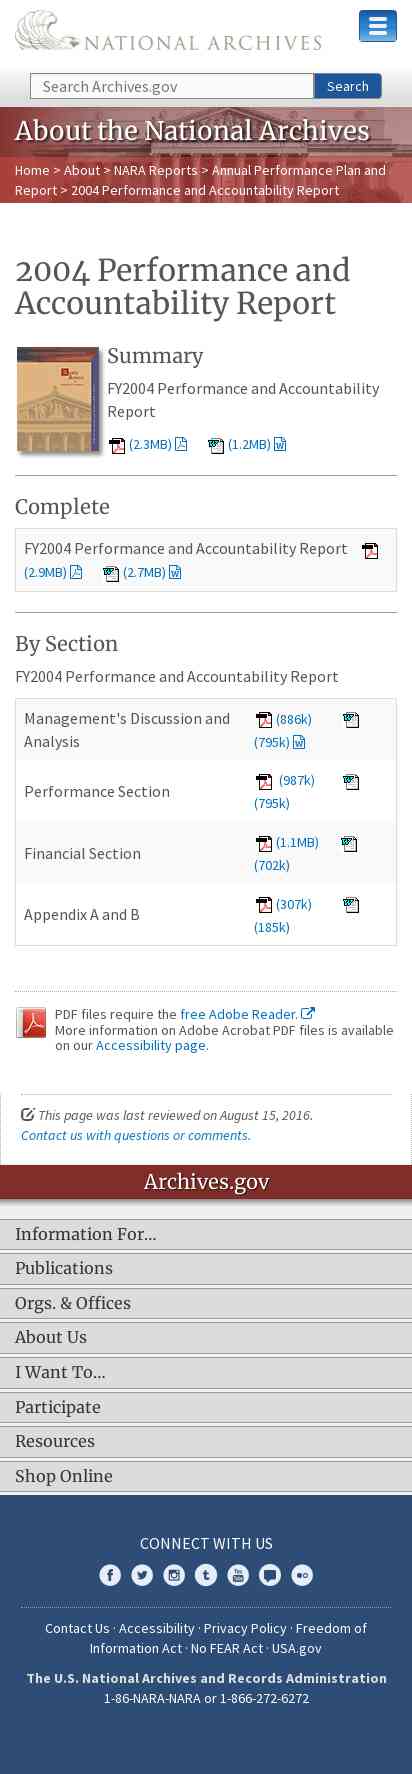 NATIONAL ARCHIVES
Search Archives.gov
Search
About the National Archives
Home > About > NARA Reports > Annual Performance Plan and
Report > 2004 Performance and Accountability Report
2004 Performance and
Accountability Report
Summary
FY2004 Performance and Accountability
Report
(2.3MB) (1.2MB)
Complete
FY2004 Performance and Accountability Report
(2.9MB) (2.7MB)
By Section
FY2004 Performance and Accountability Report
Management's Discussion and
Analysis
(886k)
(795k)
Performance Section
(987k)
(795k)
Financial Section
(1.1MB)
(702k)
Appendix A and B
(307k)
(185k)
PDF files require the free Adobe Reader.
More information on Adobe Acrobat PDF files is available
on our Accessibility page.
This page was last reviewed on August 15, 2016.
Contact us with questions or comments.
Archives.gov
Information For…
Publications
Orgs. & Offices
About Us
I Want To…
Participate
Resources
Shop Online
CONNECT WITH US
Contact Us · Accessibility · Privacy Policy · Freedom of
Information Act · No FEAR Act · USA.gov
The U.S. National Archives and Records Administration
1-86-NARA-NARA or 1-866-272-6272